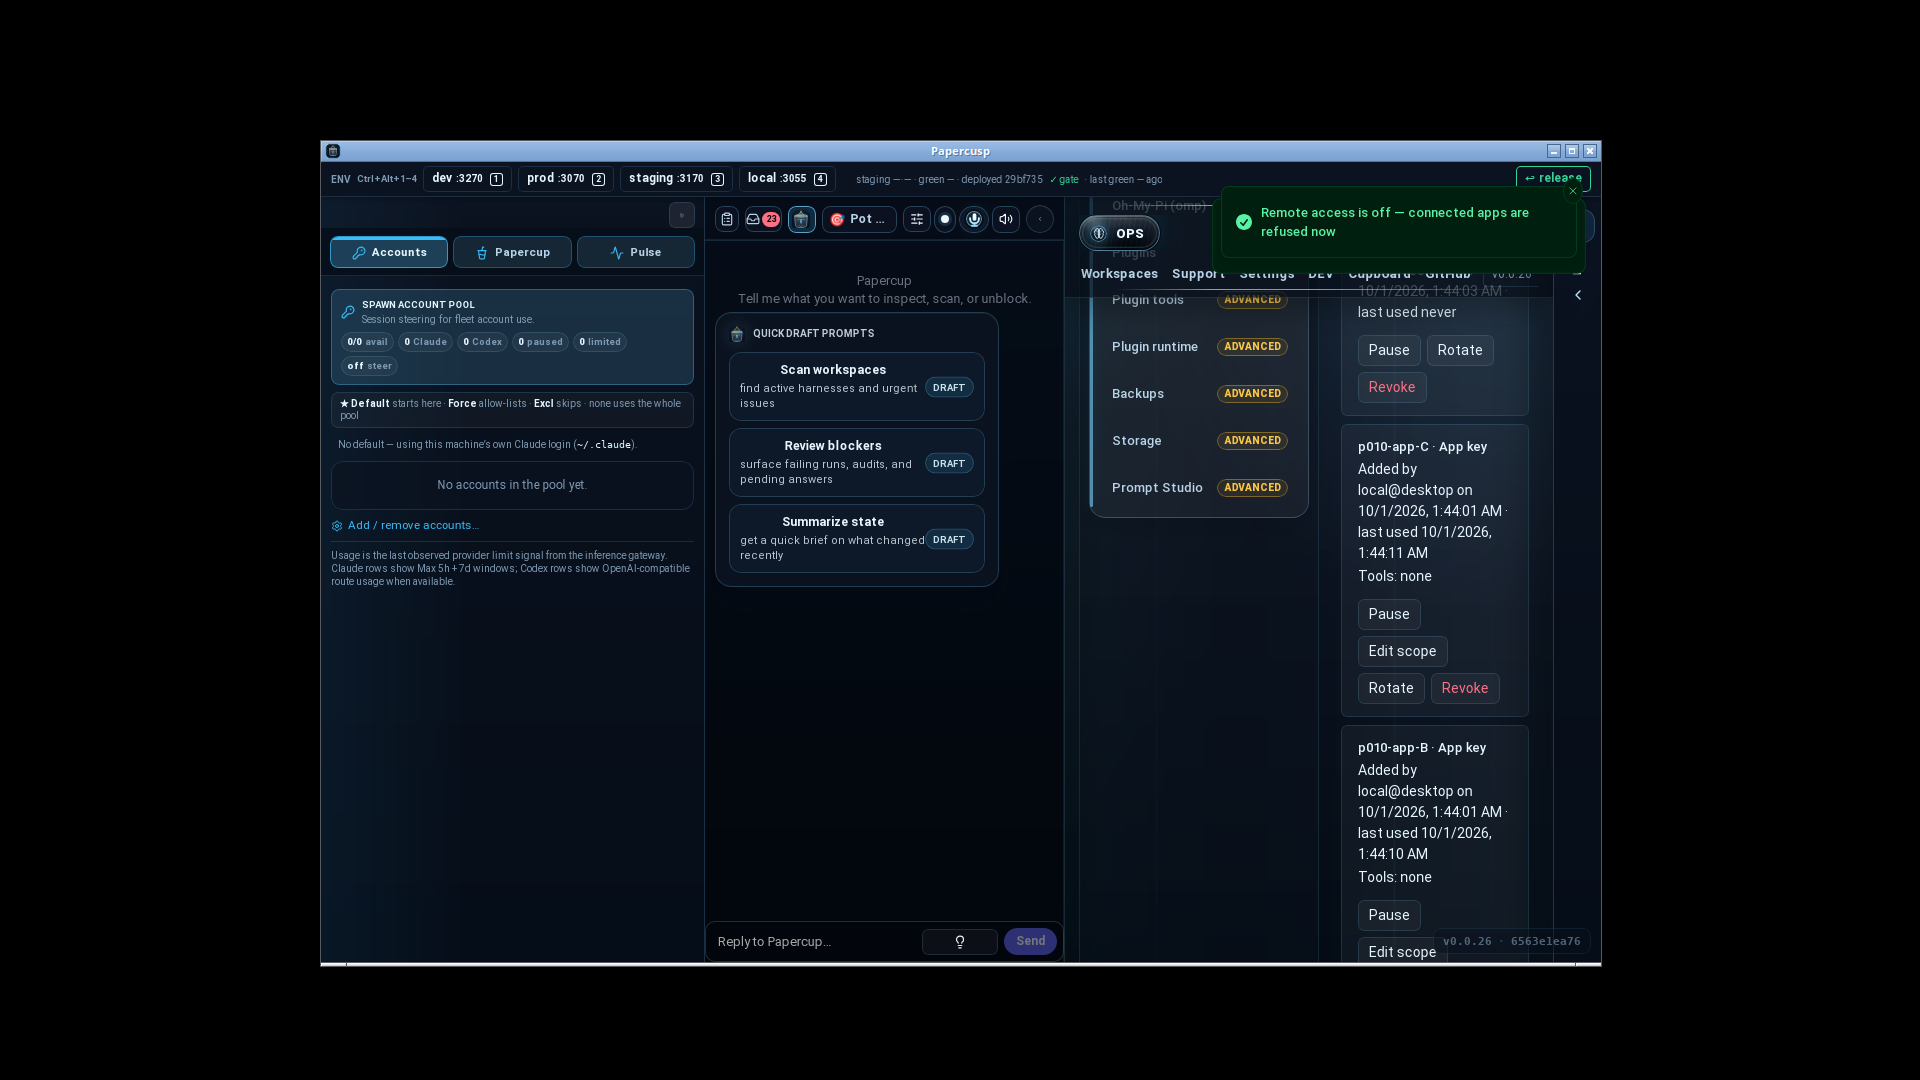 Papercusp
ENV Ctrl+Alt+1–4 dev :3270 1 prod :3070 2 staging :3170 3 local :3055 4 staging — — · green — · deployed 29bf735 ✓ gate · last green — ago ↩ release
Accounts Papercup Pulse
SPAWN ACCOUNT POOL
Session steering for fleet account use.
0/0 avail 0 Claude 0 Codex 0 paused 0 limited
off steer
★ Default starts here · Force allow-lists · Excl skips · none uses the whole
pool
No default — using this machine's own Claude login (~/.claude).
No accounts in the pool yet.
Add / remove accounts…
Usage is the last observed provider limit signal from the inference gateway.
Claude rows show Max 5h + 7d windows; Codex rows show OpenAI-compatible
route usage when available.
23 Pot ...
Papercup
Tell me what you want to inspect, scan, or unblock.
QUICK DRAFT PROMPTS
Scan workspaces
find active harnesses and urgent
issues
DRAFT
Review blockers
surface failing runs, audits, and
pending answers
DRAFT
Summarize state
get a quick brief on what changed
recently
DRAFT
Reply to Papercup...
Send
Oh-My-Pi (omp)
OPS
Plugins
Workspaces Support Settings DEV Cupboard GitHub v0.0.26
Remote access is off — connected apps are
refused now
Plugin tools ADVANCED
Plugin runtime ADVANCED
Backups ADVANCED
Storage ADVANCED
Prompt Studio ADVANCED
10/1/2026, 1:44:03 AM ·
last used never
Pause Rotate
Revoke
p010-app-C · App key
Added by
local@desktop on
10/1/2026, 1:44:01 AM ·
last used 10/1/2026,
1:44:11 AM
Tools: none
Pause
Edit scope
Rotate Revoke
p010-app-B · App key
Added by
local@desktop on
10/1/2026, 1:44:01 AM ·
last used 10/1/2026,
1:44:10 AM
Tools: none
Pause
Edit scope
v0.0.26 · 6563e1ea76